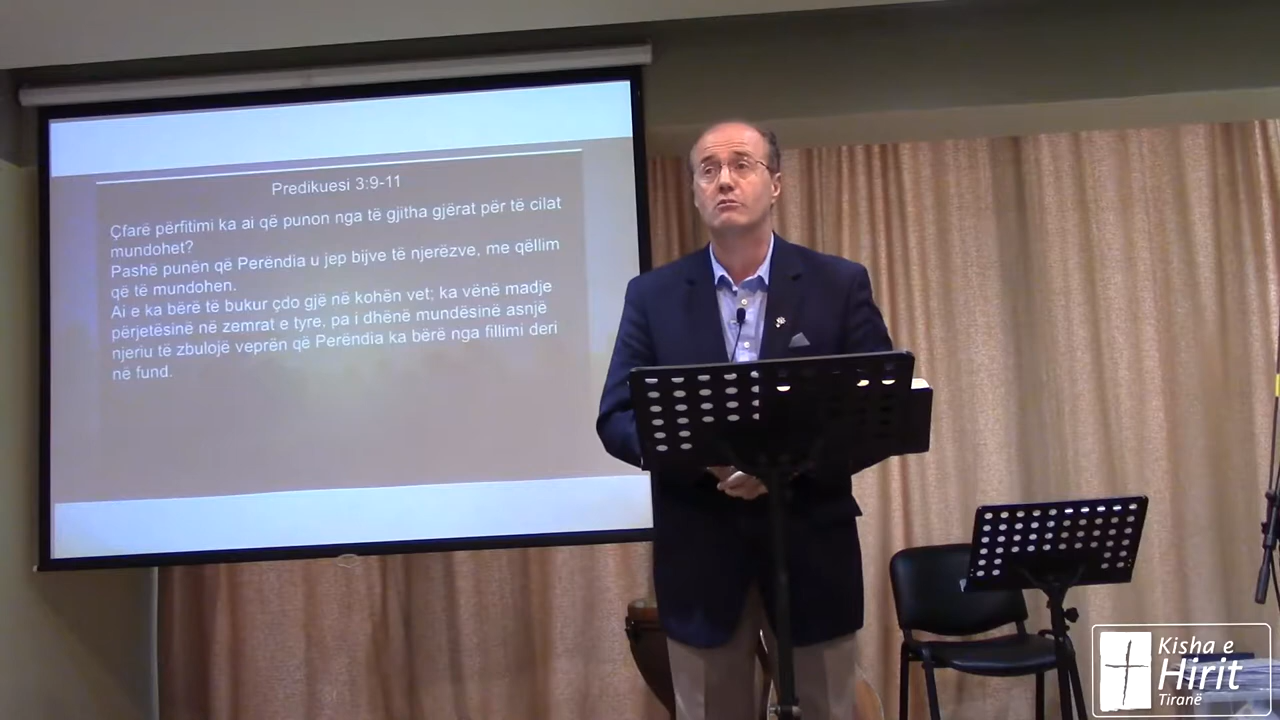 Predikuesi 3:9-11
Çfarë përfitimi ka ai që punon nga të gjitha gjërat për të cilat
mundohet?
Pashë punën që Perëndia u jep bijve të njerëzve, me qëllim
që të mundohen.
Ai e ka bërë të bukur çdo gjë në kohën vet; ka vënë madje
përjetësinë në zemrat e tyre, pa i dhënë mundësinë asnjë
njeriu të zbulojë veprën që Perëndia ka bërë nga fillimi deri
në fund.
Kisha e
Hirit
Tiranë